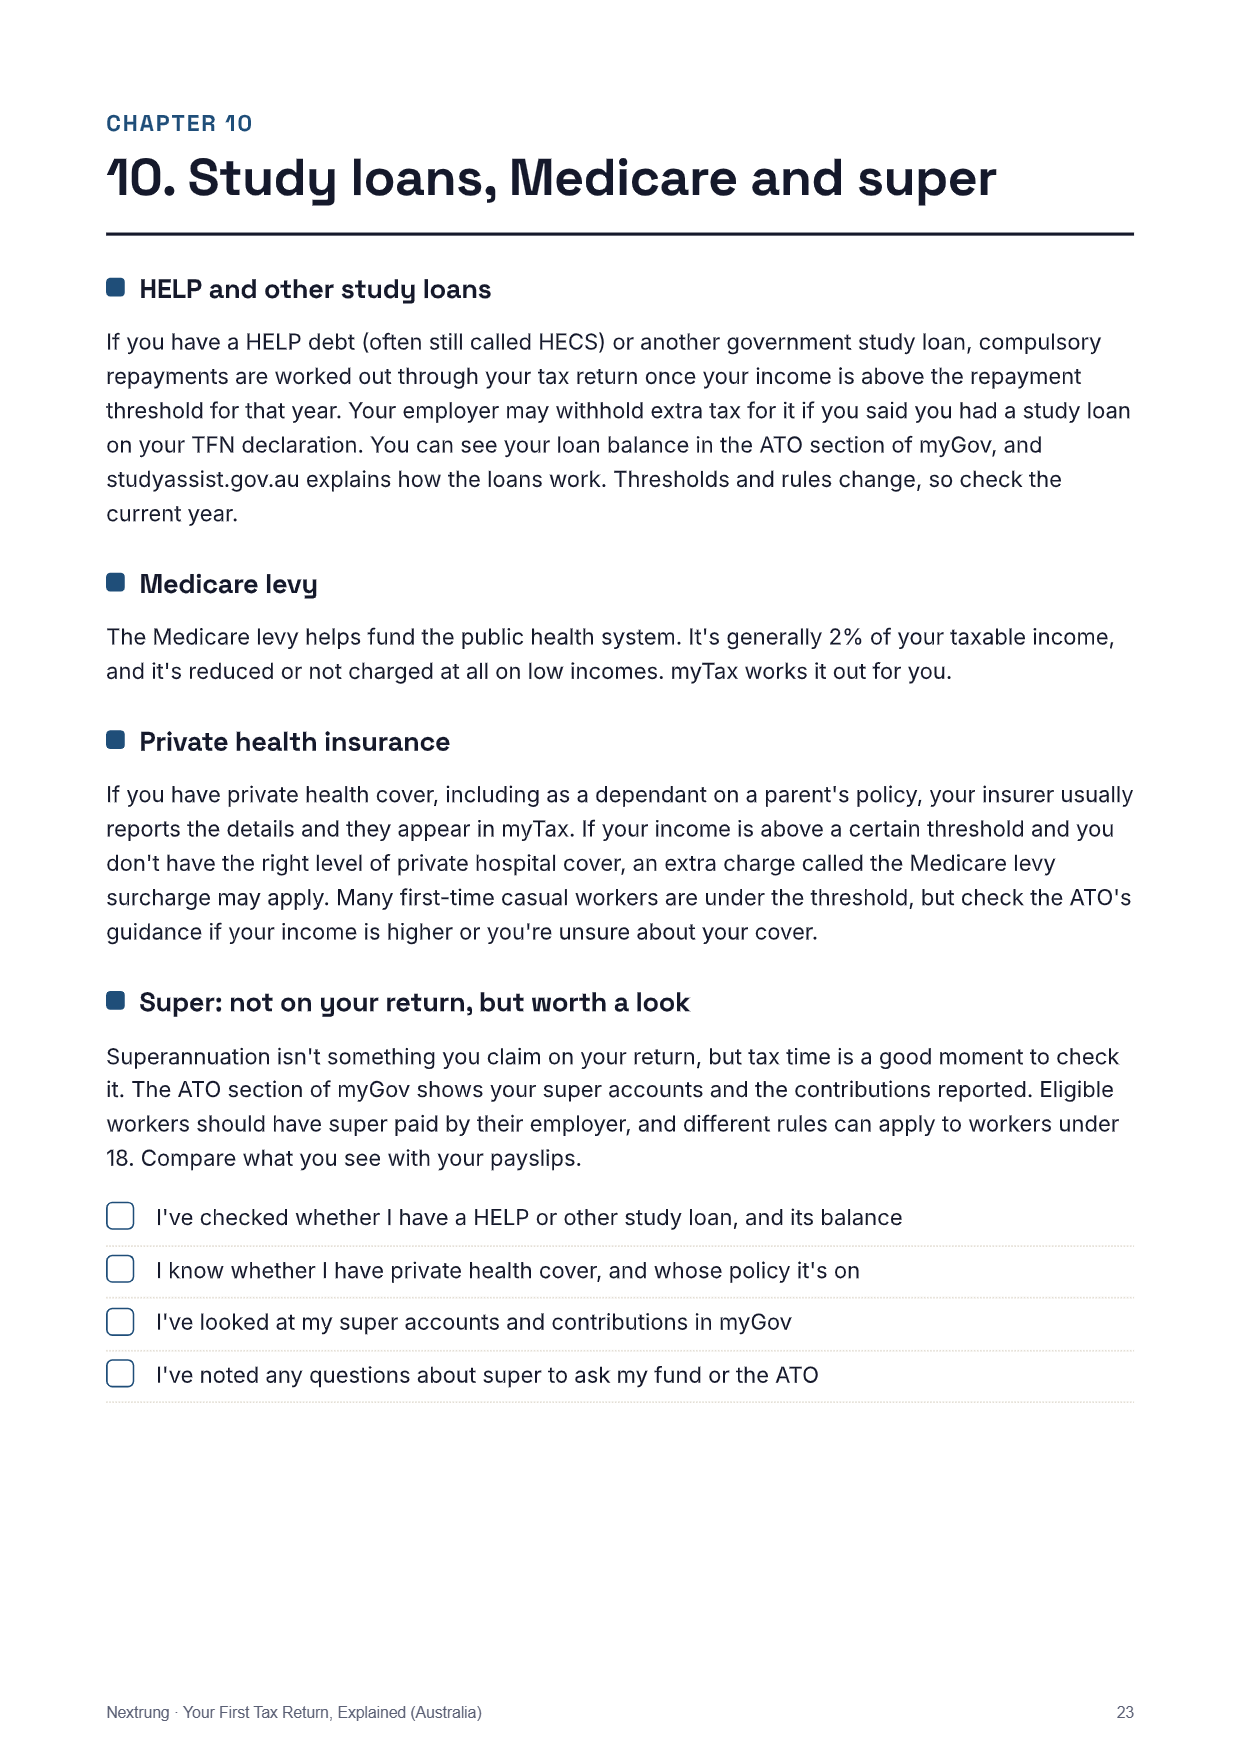 CHAPTER 10
10. Study loans, Medicare and super
HELP and other study loans
If you have a HELP debt (often still called HECS) or another government study loan, compulsory
repayments are worked out through your tax return once your income is above the repayment
threshold for that year. Your employer may withhold extra tax for it if you said you had a study loan
on your TFN declaration. You can see your loan balance in the ATO section of myGov, and
studyassist.gov.au explains how the loans work. Thresholds and rules change, so check the
current year.
Medicare levy
The Medicare levy helps fund the public health system. It's generally 2% of your taxable income,
and it's reduced or not charged at all on low incomes. myTax works it out for you.
Private health insurance
If you have private health cover, including as a dependant on a parent's policy, your insurer usually
reports the details and they appear in myTax. If your income is above a certain threshold and you
don't have the right level of private hospital cover, an extra charge called the Medicare levy
surcharge may apply. Many first-time casual workers are under the threshold, but check the ATO's
guidance if your income is higher or you're unsure about your cover.
Super: not on your return, but worth a look
Superannuation isn't something you claim on your return, but tax time is a good moment to check
it. The ATO section of myGov shows your super accounts and the contributions reported. Eligible
workers should have super paid by their employer, and different rules can apply to workers under
18. Compare what you see with your payslips.
I've checked whether I have a HELP or other study loan, and its balance
I know whether I have private health cover, and whose policy it's on
I've looked at my super accounts and contributions in myGov
I've noted any questions about super to ask my fund or the ATO
Nextrung · Your First Tax Return, Explained (Australia)
23